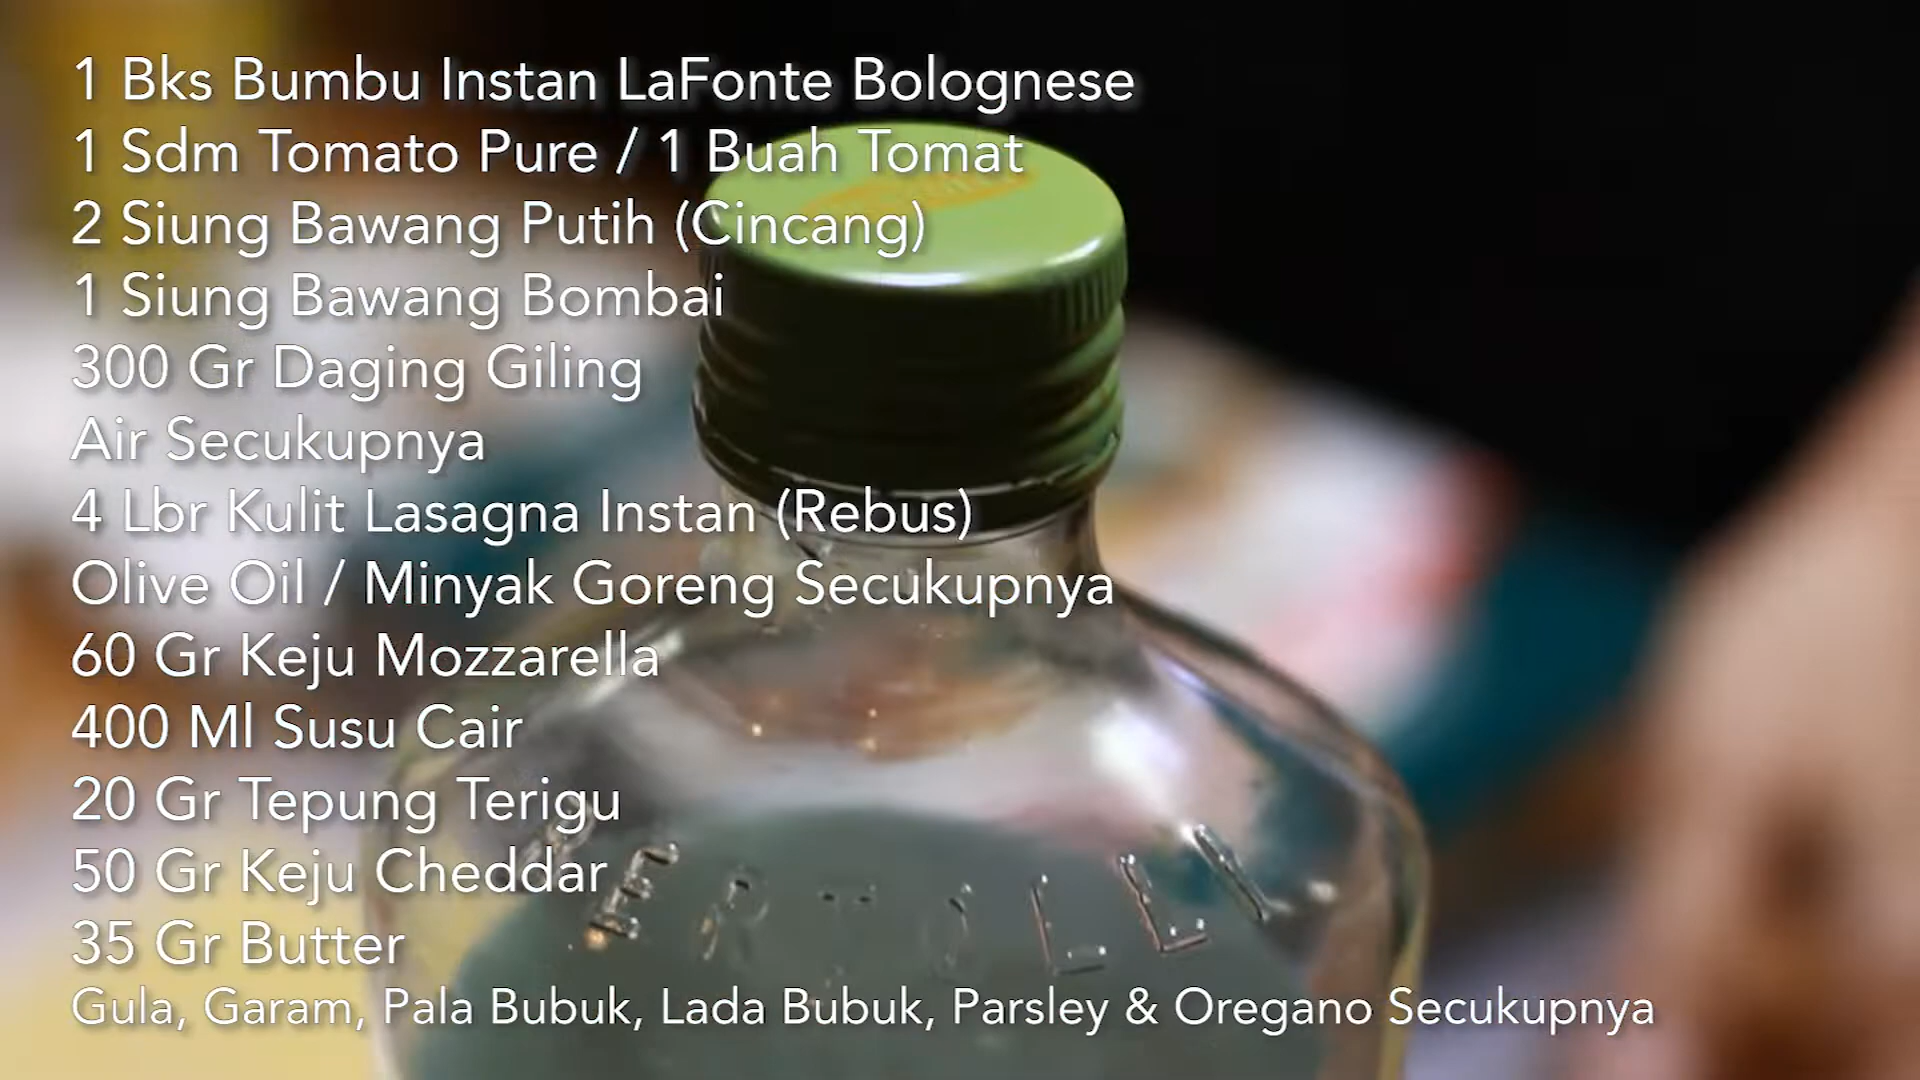 1 Bks Bumbu Instan LaFonte Bolognese
1 Sdm Tomato Pure / 1 Buah Tomat
2 Siung Bawang Putih (Cincang)
1 Siung Bawang Bombai
300 Gr Daging Giling
Air Secukupnya
4 Lbr Kulit Lasagna Instan (Rebus)
Olive Oil / Minyak Goreng Secukupnya
60 Gr Keju Mozzarella
400 Ml Susu Cair
20 Gr Tepung Terigu
50 Gr Keju Cheddar
35 Gr Butter
Gula, Garam, Pala Bubuk, Lada Bubuk, Parsley & Oregano Secukupnya